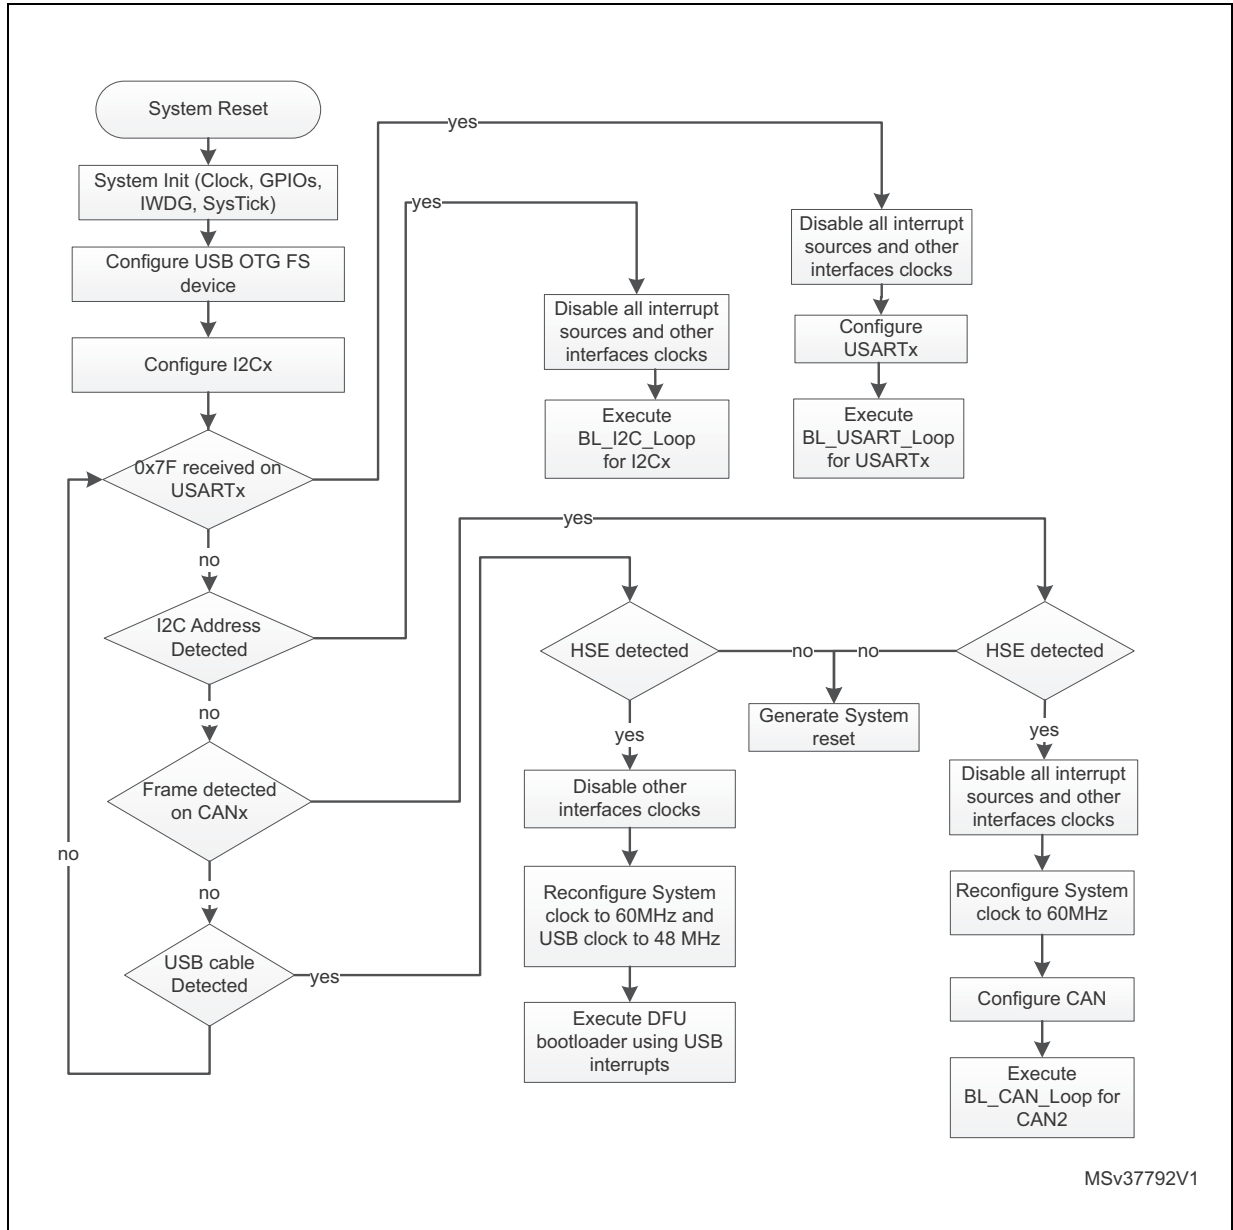 System Reset
yes
System Init (Clock, GPIOs,
IWDG, SysTick)
yes
Configure USB OTG FS
device
Disable all interrupt
sources and other
interfaces clocks
Disable all interrupt
sources and other
interfaces clocks
Configure I2Cx
Configure
USARTx
Execute
BL_I2C_Loop
for I2Cx
Execute
BL_USART_Loop
for USARTx
0x7F received on
USARTx
yes
no
I2C Address
Detected
HSE detected
no
no
HSE detected
no
Generate System
reset
yes
yes
Frame detected
on CANx
Disable other
interfaces clocks
Disable all interrupt
sources and other
interfaces clocks
no
no
Reconfigure System
clock to 60MHz and
USB clock to 48 MHz
Reconfigure System
clock to 60MHz
USB cable
Detected
yes
Configure CAN
Execute DFU
bootloader using USB
interrupts
Execute
BL_CAN_Loop for
CAN2
MSv37792V1